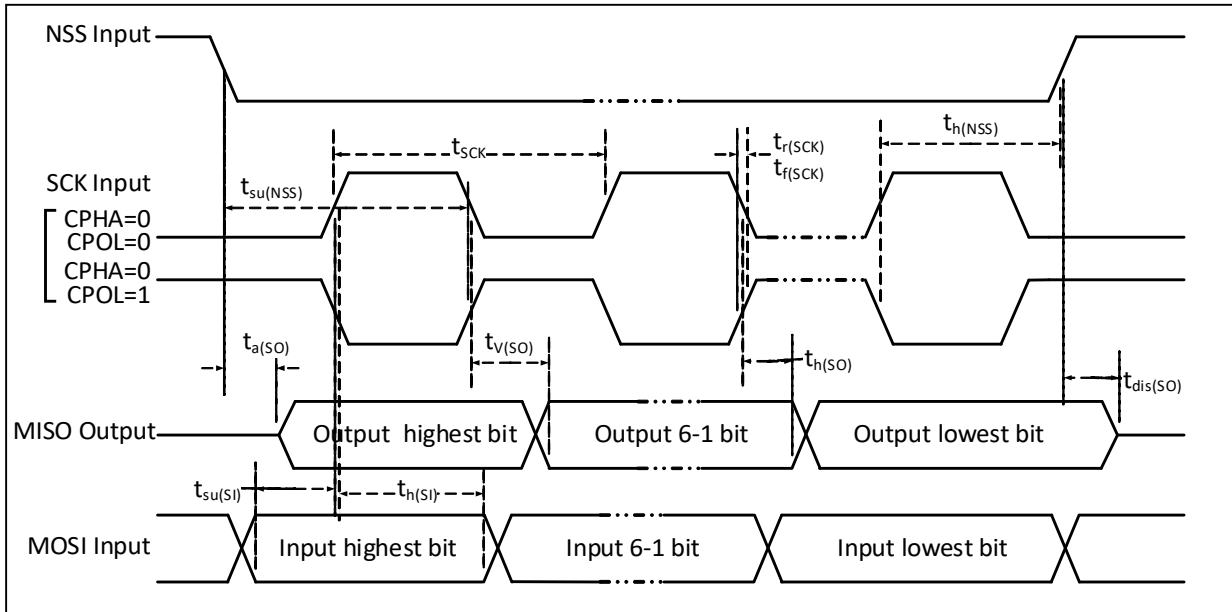 NSS Input
t_h(NSS)
t_SCK
t_r(SCK)
t_f(SCK)
SCK Input
t_su(NSS)
CPHA=0
CPOL=0
CPHA=0
CPOL=1
t_a(SO)
t_V(SO)
t_h(SO)
t_dis(SO)
MISO Output
Output highest bit
Output 6-1 bit
Output lowest bit
t_su(SI)
t_h(SI)
MOSI Input
Input highest bit
Input 6-1 bit
Input lowest bit